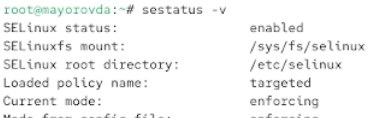 root@mayorovda:~# sestatus -v
SELinux status:                 enabled
SELinuxfs mount:                /sys/fs/selinux
SELinux root directory:         /etc/selinux
Loaded policy name:             targeted
Current mode:                   enforcing
Mode from config file:          enforcing